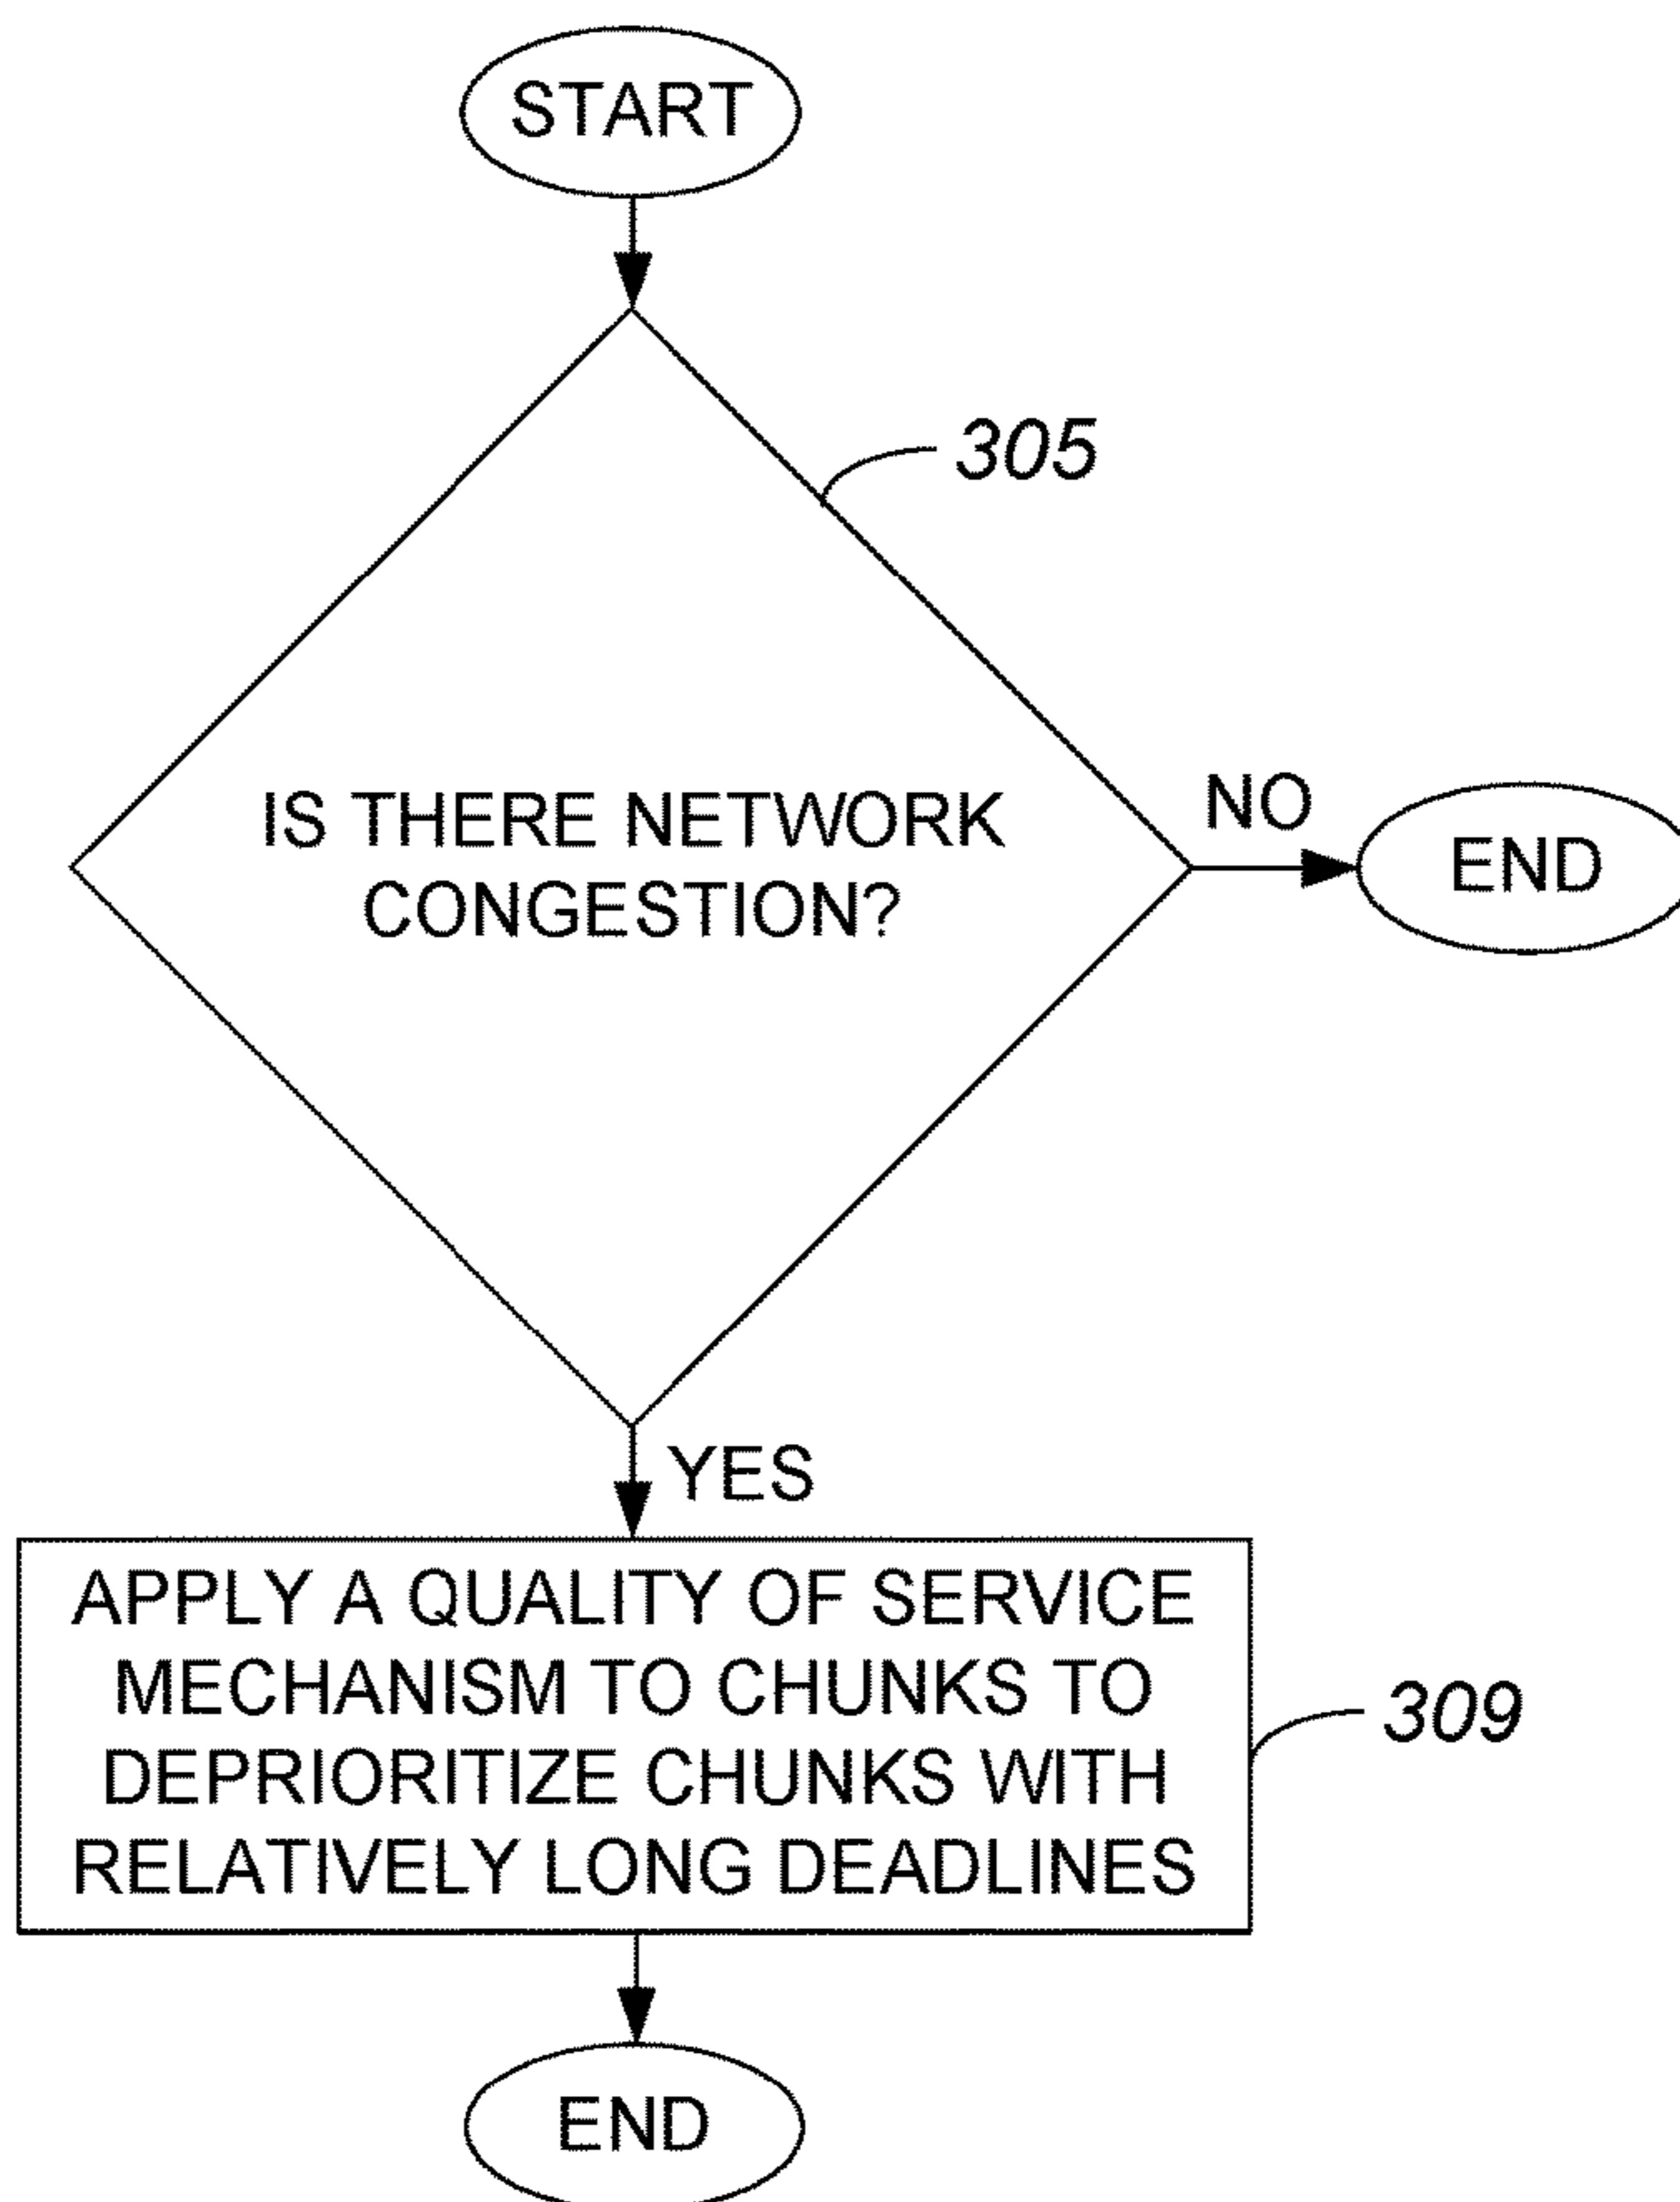 START
305
IS THERE NETWORK
CONGESTION?
NO
END
YES
APPLY A QUALITY OF SERVICE
MECHANISM TO CHUNKS TO
DEPRIORITIZE CHUNKS WITH
RELATIVELY LONG DEADLINES
309
END